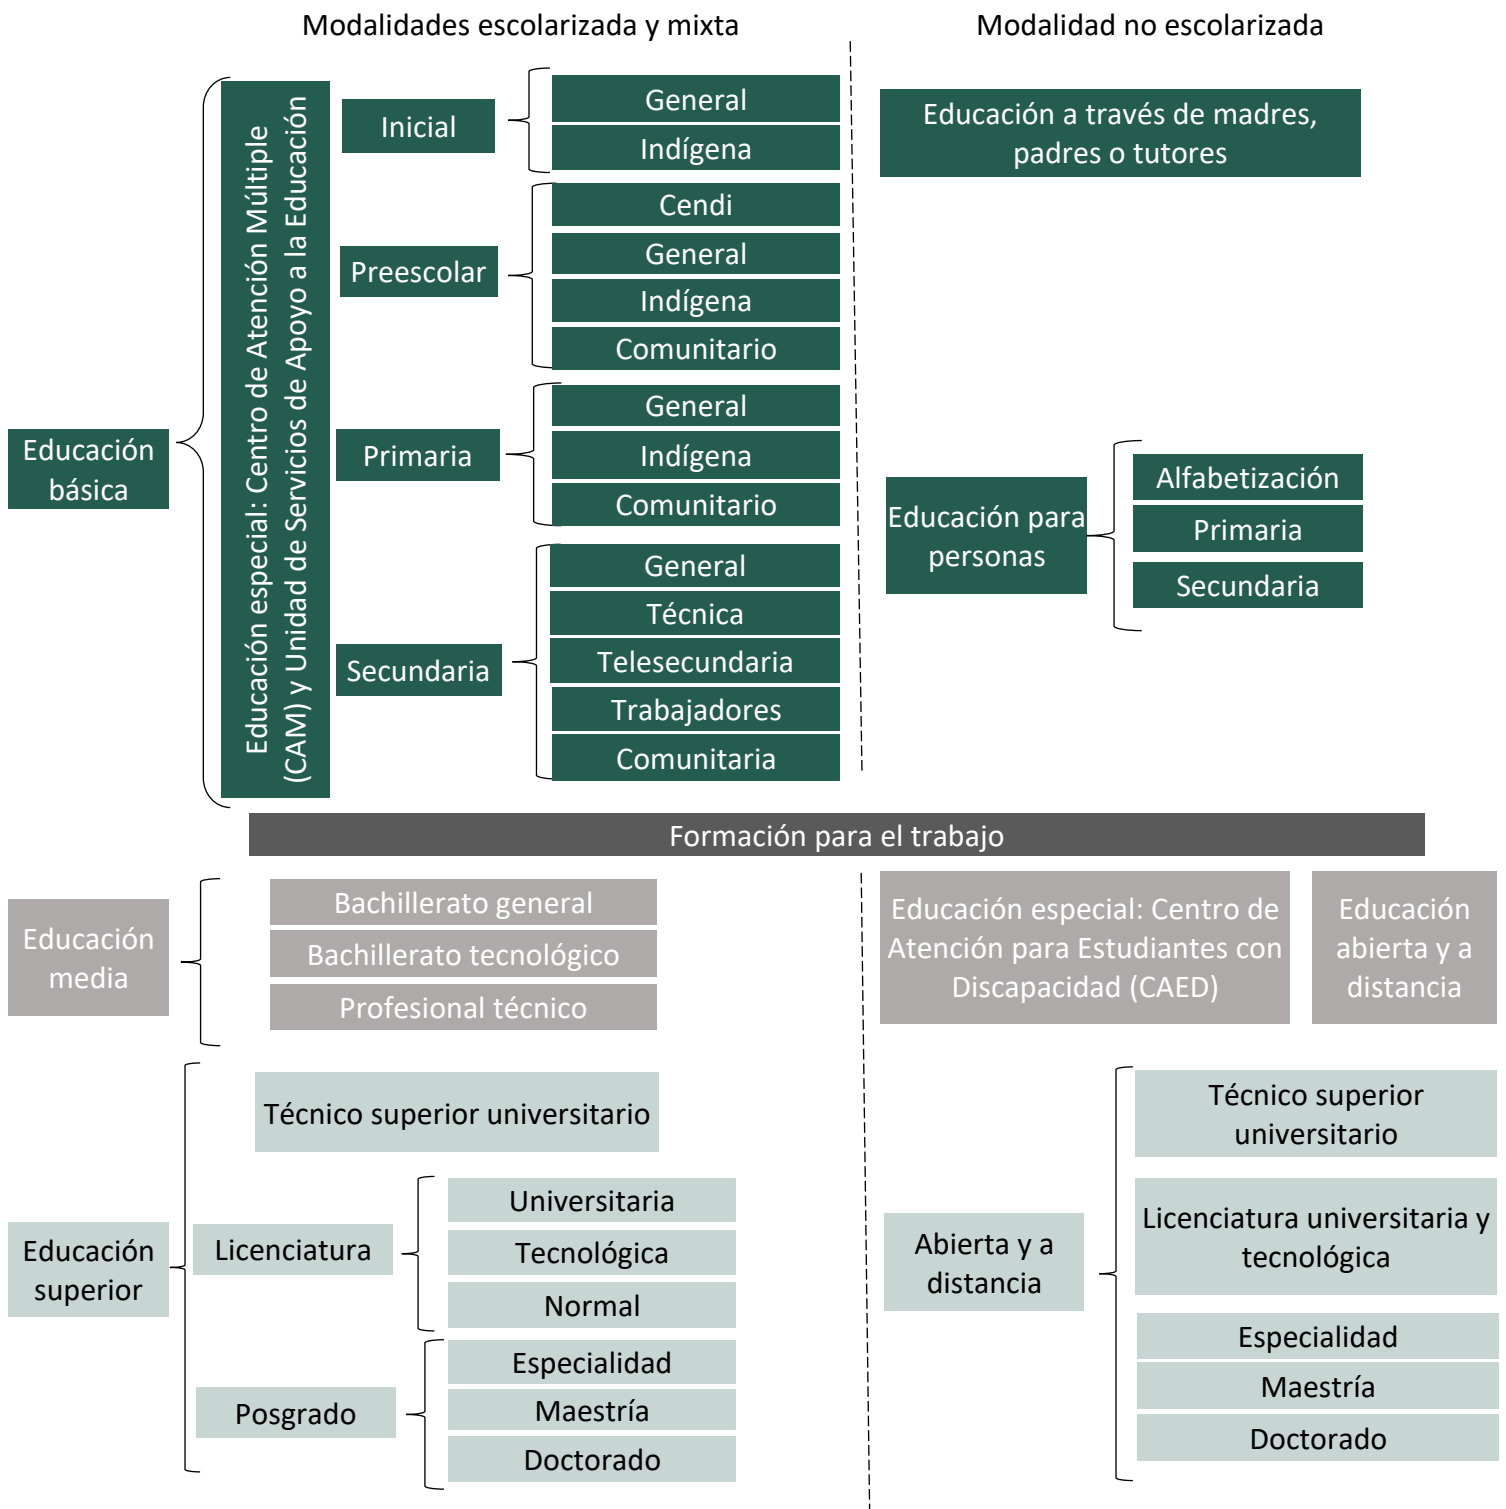 Modalidades escolarizada y mixta
Modalidad no escolarizada
Educación
básica
Educación especial: Centro de Atención Múltiple
(CAM) y Unidad de Servicios de Apoyo a la Educación
Inicial
General
Indígena
Preescolar
Cendi
General
Indígena
Comunitario
Primaria
General
Indígena
Comunitario
Secundaria
General
Técnica
Telesecundaria
Trabajadores
Comunitaria
Educación a través de madres,
padres o tutores
Educación para
personas
Alfabetización
Primaria
Secundaria
Formación para el trabajo
Educación
media
Bachillerato general
Bachillerato tecnológico
Profesional técnico
Educación especial: Centro de
Atención para Estudiantes con
Discapacidad (CAED)
Educación
abierta y a
distancia
Educación
superior
Técnico superior universitario
Licenciatura
Universitaria
Tecnológica
Normal
Posgrado
Especialidad
Maestría
Doctorado
Abierta y a
distancia
Técnico superior
universitario
Licenciatura universitaria y
tecnológica
Especialidad
Maestría
Doctorado